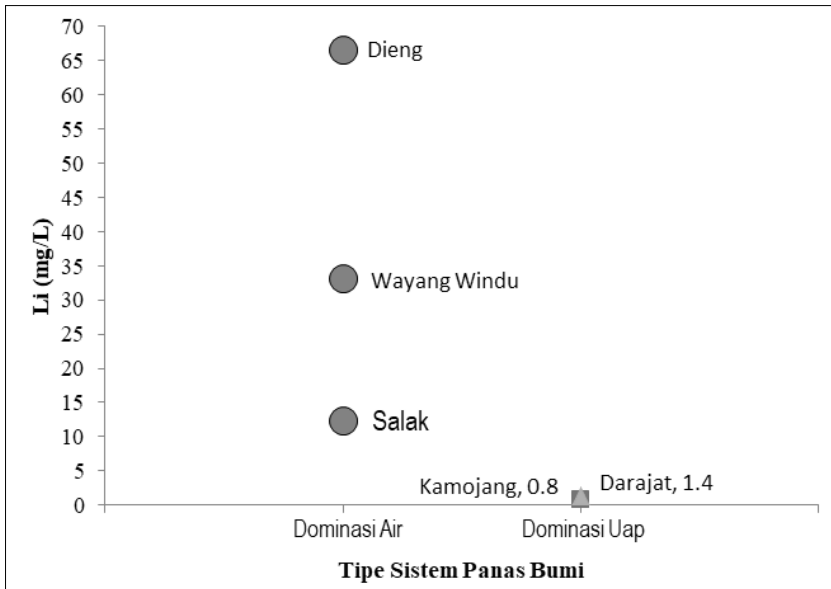 70
65
60
55
50
45
40
35
30
25
20
15
10
5
0
Li (mg/L)
Dieng
Wayang Windu
Salak
Kamojang, 0.8
Darajat, 1.4
Dominasi Air
Dominasi Uap
Tipe Sistem Panas Bumi